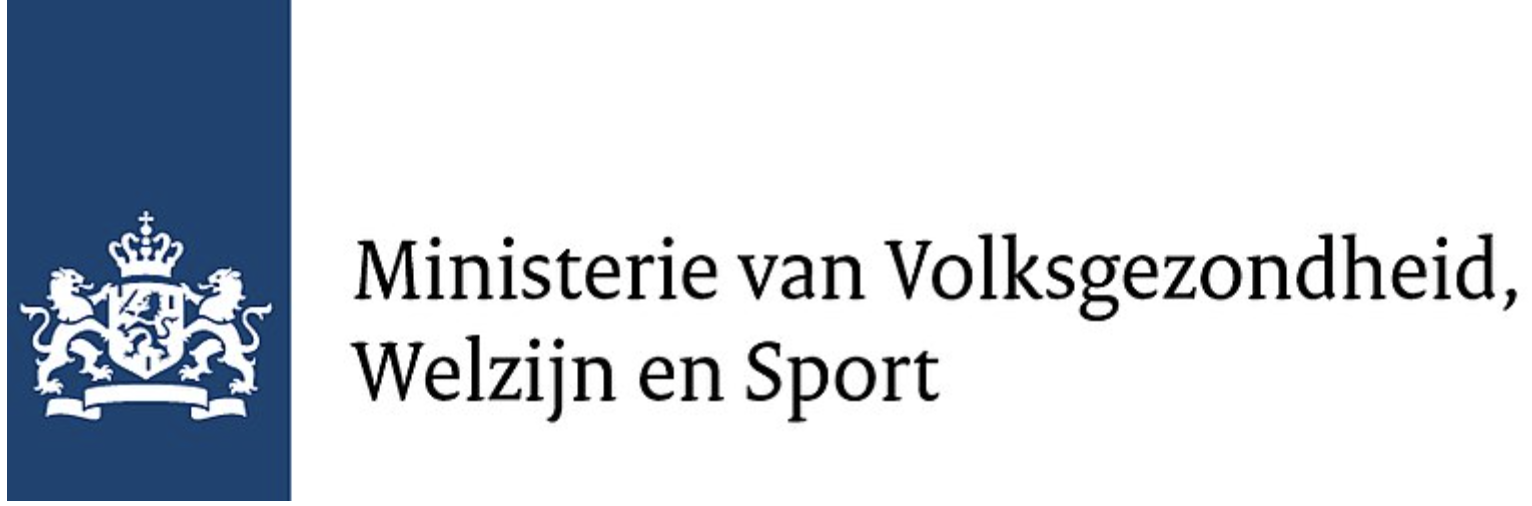 Ministerie van Volksgezondheid,
Welzijn en Sport